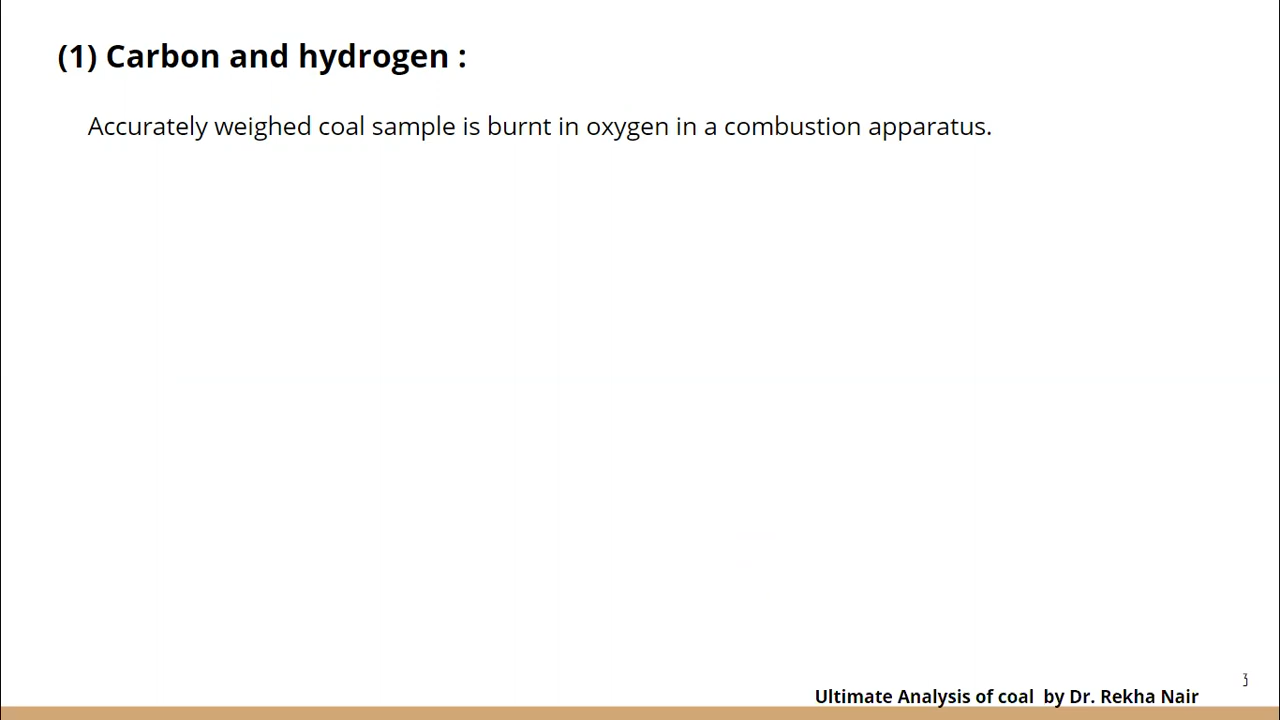 (1) Carbon and hydrogen :
Accurately weighed coal sample is burnt in oxygen in a combustion apparatus.
3
Ultimate Analysis of coal by Dr. Rekha Nair